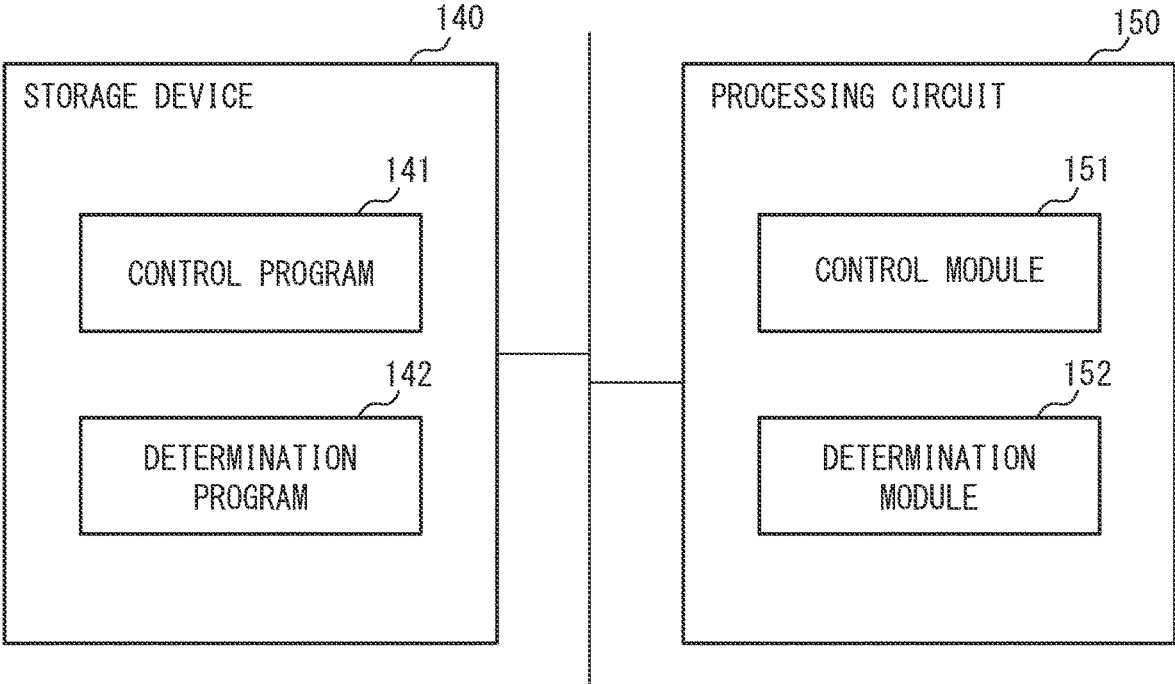 140
STORAGE DEVICE
141
CONTROL PROGRAM
142
DETERMINATION
PROGRAM
150
PROCESSING CIRCUIT
151
CONTROL MODULE
152
DETERMINATION
MODULE